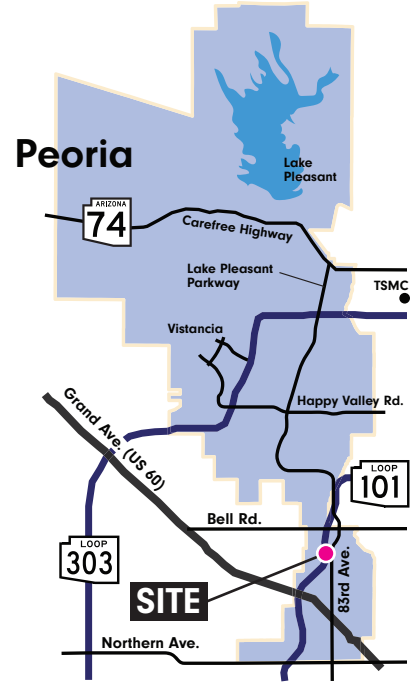 Peoria
Lake
Pleasant
ARIZONA
74
Carefree Highway
Lake Pleasant
Parkway
TSMC
Vistancia
Happy Valley Rd.
Grand Ave. (US 60)
LOOP
101
Bell Rd.
LOOP
303
83rd Ave.
SITE
Northern Ave.